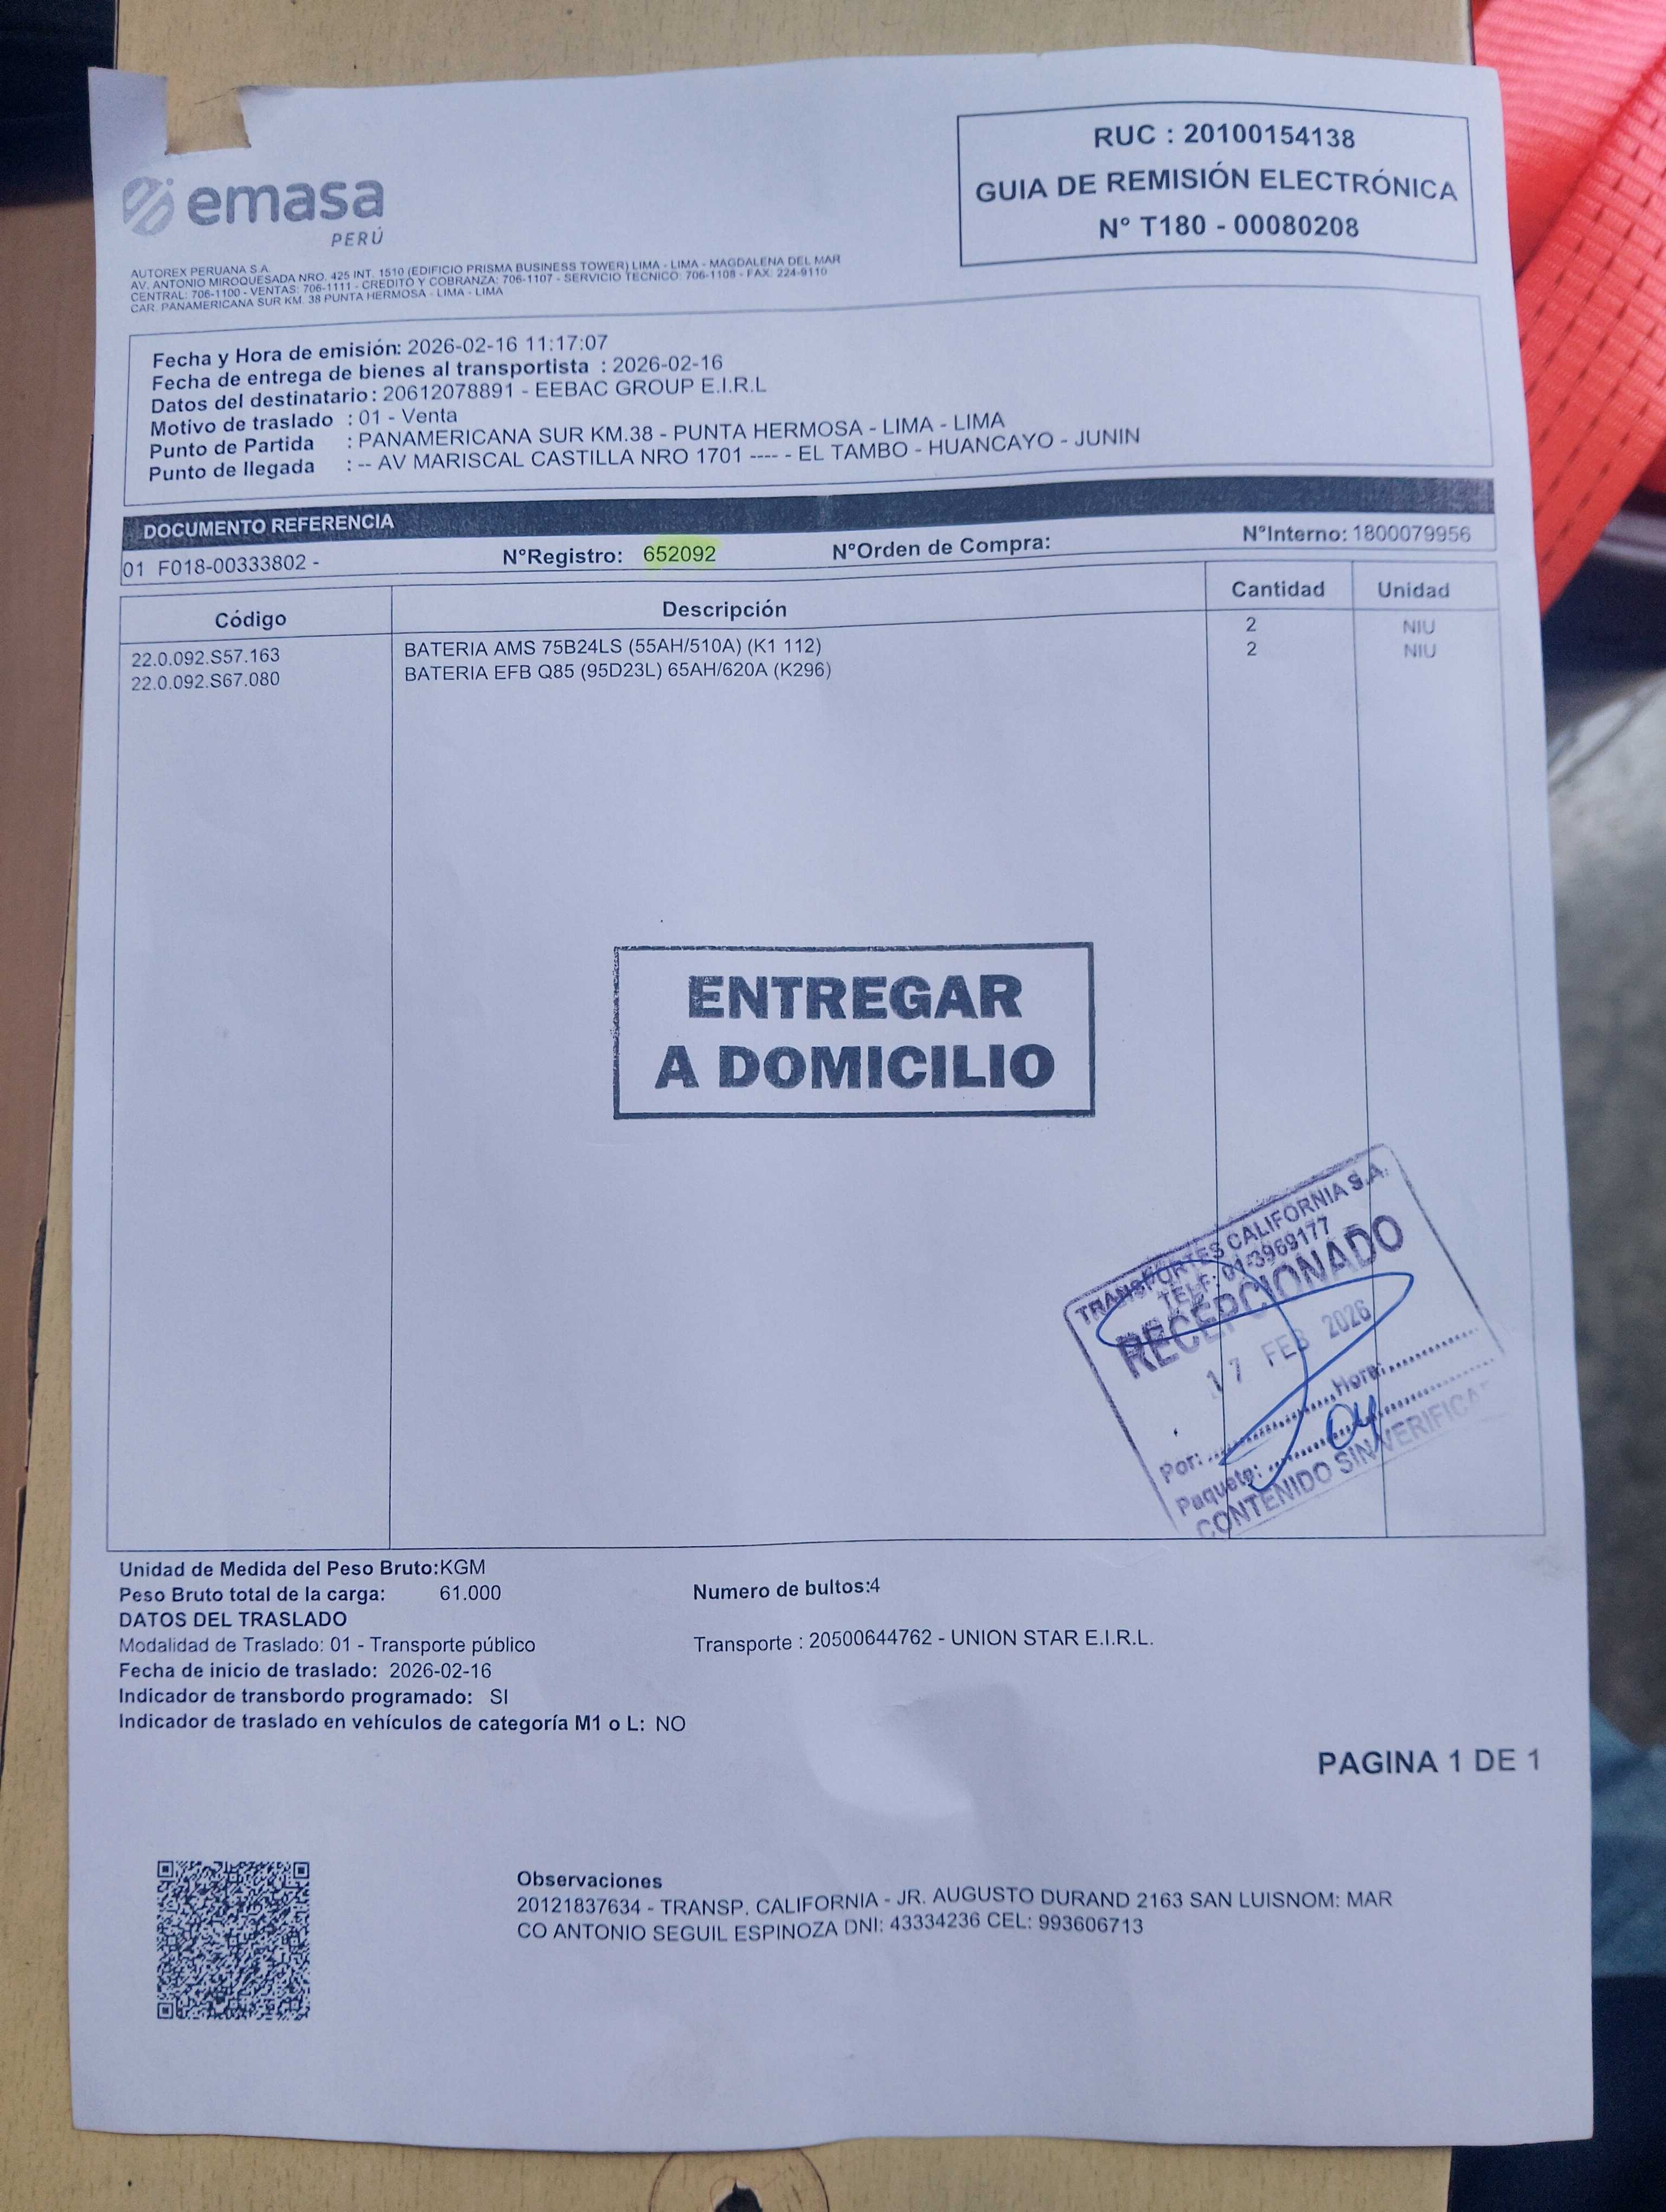 emasa
PERÚ
RUC : 20100154138
GUIA DE REMISIÓN ELECTRÓNICA
N° T180 - 00080208
AUTOREX PERUANA S.A.
AV. ANTONIO MIROQUESADA NRO. 425 INT. 1510 (EDIFICIO PRISMA BUSINESS TOWER) LIMA - LIMA - MAGDALENA DEL MAR
CENTRAL: 706-1100 - VENTAS: 706-1111 - CREDITO Y COBRANZA: 706-1107 - SERVICIO TECNICO: 706-1108 - FAX: 224-9110
CAR. PANAMERICANA SUR KM. 38 PUNTA HERMOSA - LIMA - LIMA
Fecha y Hora de emisión: 2026-02-16 11:17:07
Fecha de entrega de bienes al transportista : 2026-02-16
Datos del destinatario : 20612078891 - EEBAC GROUP E.I.R.L
Motivo de traslado : 01 - Venta
Punto de Partida : PANAMERICANA SUR KM.38 - PUNTA HERMOSA - LIMA - LIMA
Punto de llegada : -- AV MARISCAL CASTILLA NRO 1701 ---- - EL TAMBO - HUANCAYO - JUNIN
DOCUMENTO REFERENCIA
01 F018-00333802 - N°Registro: 652092 N°Orden de Compra: N°Interno: 1800079956
Código Descripción Cantidad Unidad
22.0.092.S57.163 BATERIA AMS 75B24LS (55AH/510A) (K1 112) 2 NIU
22.0.092.S67.080 BATERIA EFB Q85 (95D23L) 65AH/620A (K296) 2 NIU
ENTREGAR
A DOMICILIO
TRANSPORTES CALIFORNIA S.A.
TELF: 01-3969177
RECEPCIONADO
17 FEB 2026
Por: Hora:
Paquete: 04
CONTENIDO SIN VERIFICA
Unidad de Medida del Peso Bruto:KGM
Peso Bruto total de la carga: 61.000 Numero de bultos:4
DATOS DEL TRASLADO
Modalidad de Traslado: 01 - Transporte público Transporte : 20500644762 - UNION STAR E.I.R.L.
Fecha de inicio de traslado: 2026-02-16
Indicador de transbordo programado: SI
Indicador de traslado en vehículos de categoría M1 o L: NO
PAGINA 1 DE 1
Observaciones
20121837634 - TRANSP. CALIFORNIA - JR. AUGUSTO DURAND 2163 SAN LUISNOM: MAR
CO ANTONIO SEGUIL ESPINOZA DNI: 43334236 CEL: 993606713